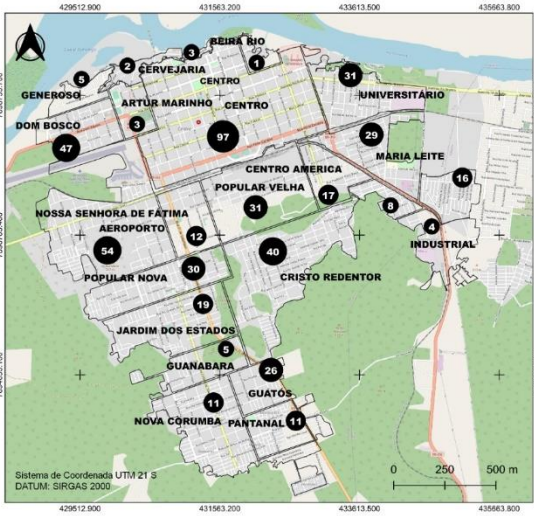 429512.900 431563.200 433613.500 435663.800
BEIRA RIO
3
2
1
CERVEJARIA
5
CENTRO
31
GENEROSO
UNIVERSITÁRIO
ARTUR MARINHO
CENTRO
DOM BOSCO
3
97
29
47
MARIA LEITE
CENTRO AMERICA
16
POPULAR VELHA
17
31
8
NOSSA SENHORA DE FÁTIMA
AEROPORTO
12
4
54
40
INDUSTRIAL
30
POPULAR NOVA
CRISTO REDENTOR
19
JARDIM DOS ESTADOS
5
GUANABARA
26
GUATÓS
11
NOVA CORUMBA
PANTANAL
11
Sistema de Coordenada UTM 21 S
DATUM: SIRGAS 2000
0 250 500 m
429512.900 431563.200 433613.500 435663.800